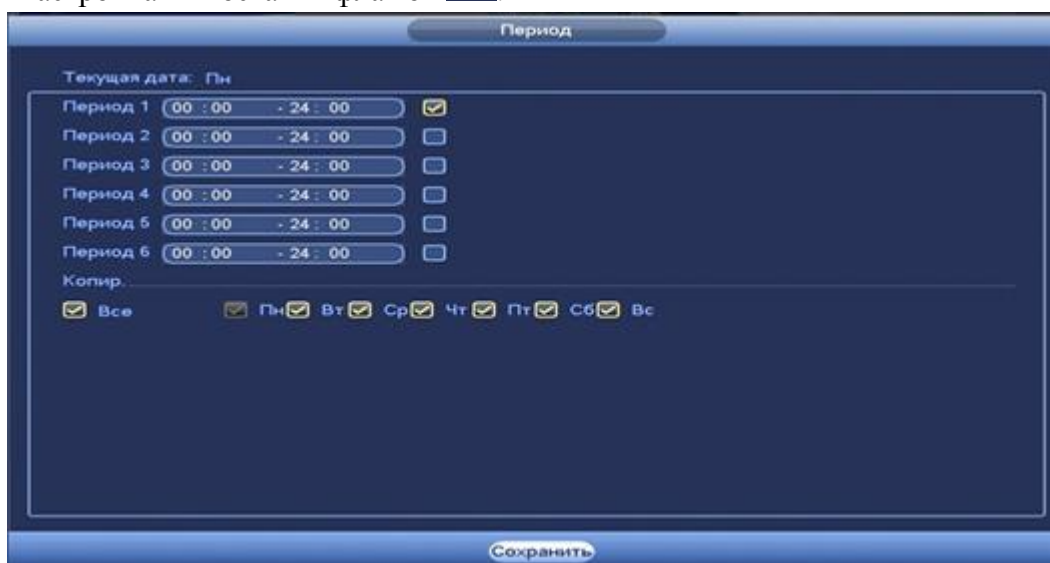 Период
Текущая дата: Пн
Период 1 00 : 00 - 24 : 00
Период 2 00 : 00 - 24 : 00
Период 3 00 : 00 - 24 : 00
Период 4 00 : 00 - 24 : 00
Период 5 00 : 00 - 24 : 00
Период 6 00 : 00 - 24 : 00
Копир.
Все Пн Вт Ср Чт Пт Сб Вс
Сохранить